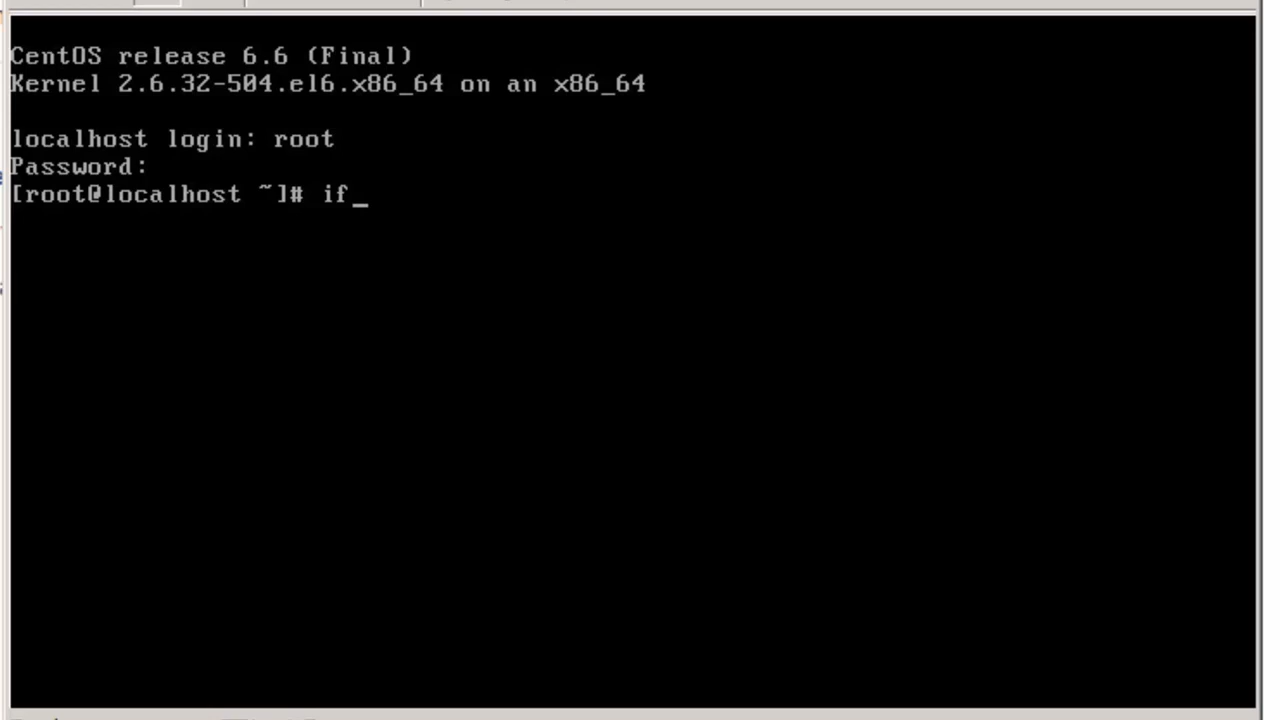 CentOS release 6.6 (Final)
Kernel 2.6.32-504.el6.x86_64 on an x86_64
localhost login: root
Password:
[root@localhost ~]# if_